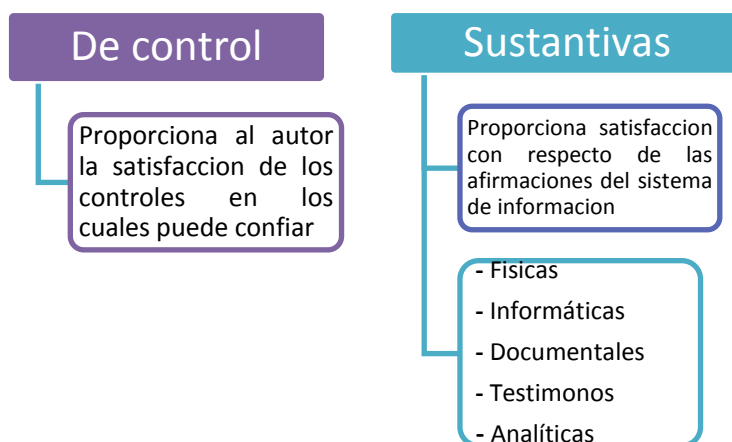 De control
Proporciona al autor
la satisfaccion de los
controles en los
cuales puede confiar
Sustantivas
Proporciona satisfaccion
con respecto de las
afirmaciones del sistema
de informacion
- Fisicas
- Informáticas
- Documentales
- Testimonos
- Analíticas